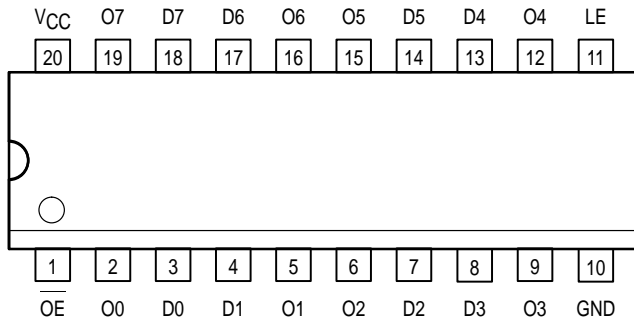 VCC O7 D7 D6 O6 O5 D5 D4 O4 LE
20 19 18 17 16 15 14 13 12 11
1 2 3 4 5 6 7 8 9 10
O̅E̅ O0 D0 D1 O1 O2 D2 D3 O3 GND